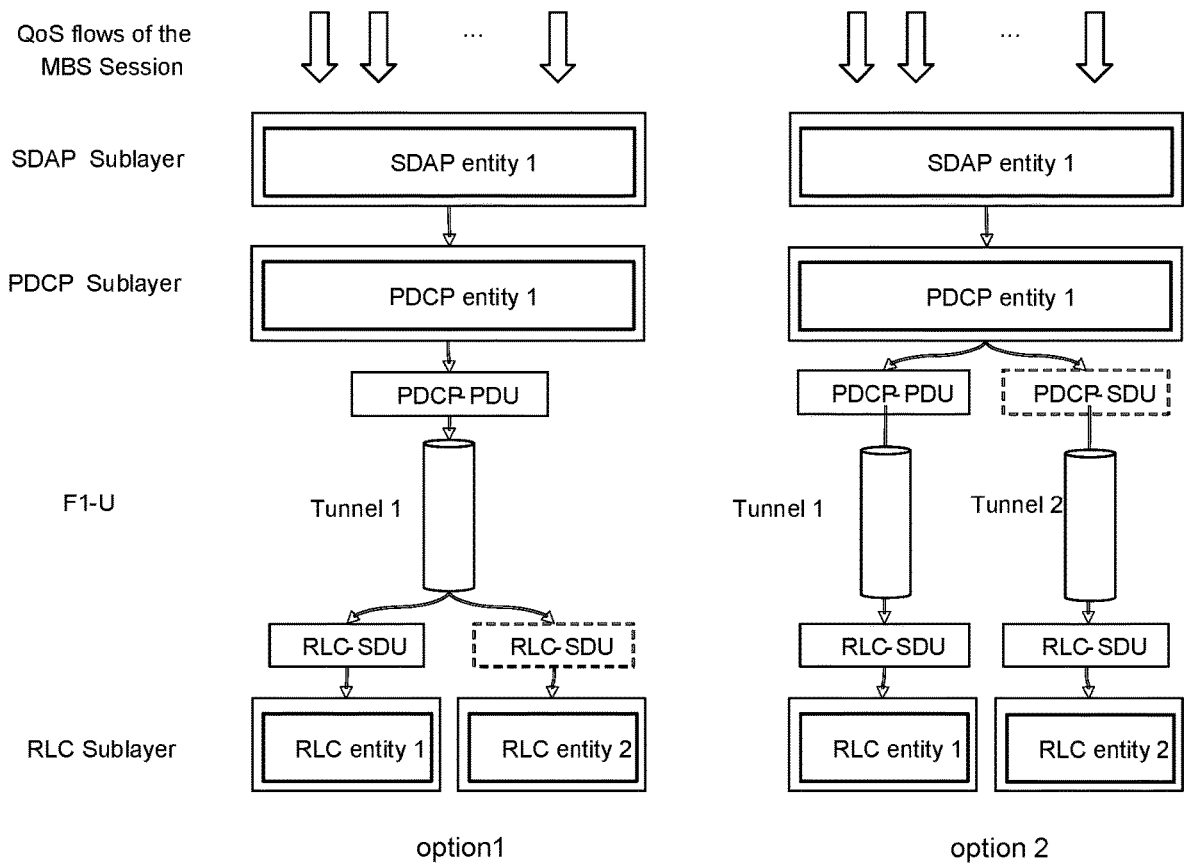 QoS flows of the
MBS Session
...
...
SDAP Sublayer
SDAP entity 1
SDAP entity 1
PDCP Sublayer
PDCP entity 1
PDCP entity 1
PDCP-PDU
PDCP-PDU
PDCP-SDU
F1-U
Tunnel 1
Tunnel 1
Tunnel 2
RLC-SDU
RLC-SDU
RLC-SDU
RLC-SDU
RLC Sublayer
RLC entity 1
RLC entity 2
RLC entity 1
RLC entity 2
option1
option 2